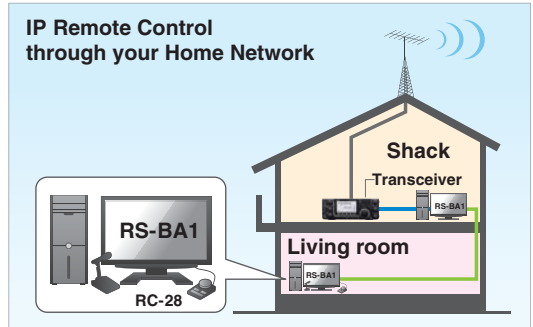 IP Remote Control
through your Home Network
Shack
Transceiver
RS-BA1
Living room
RS-BA1
RS-BA1
RC-28